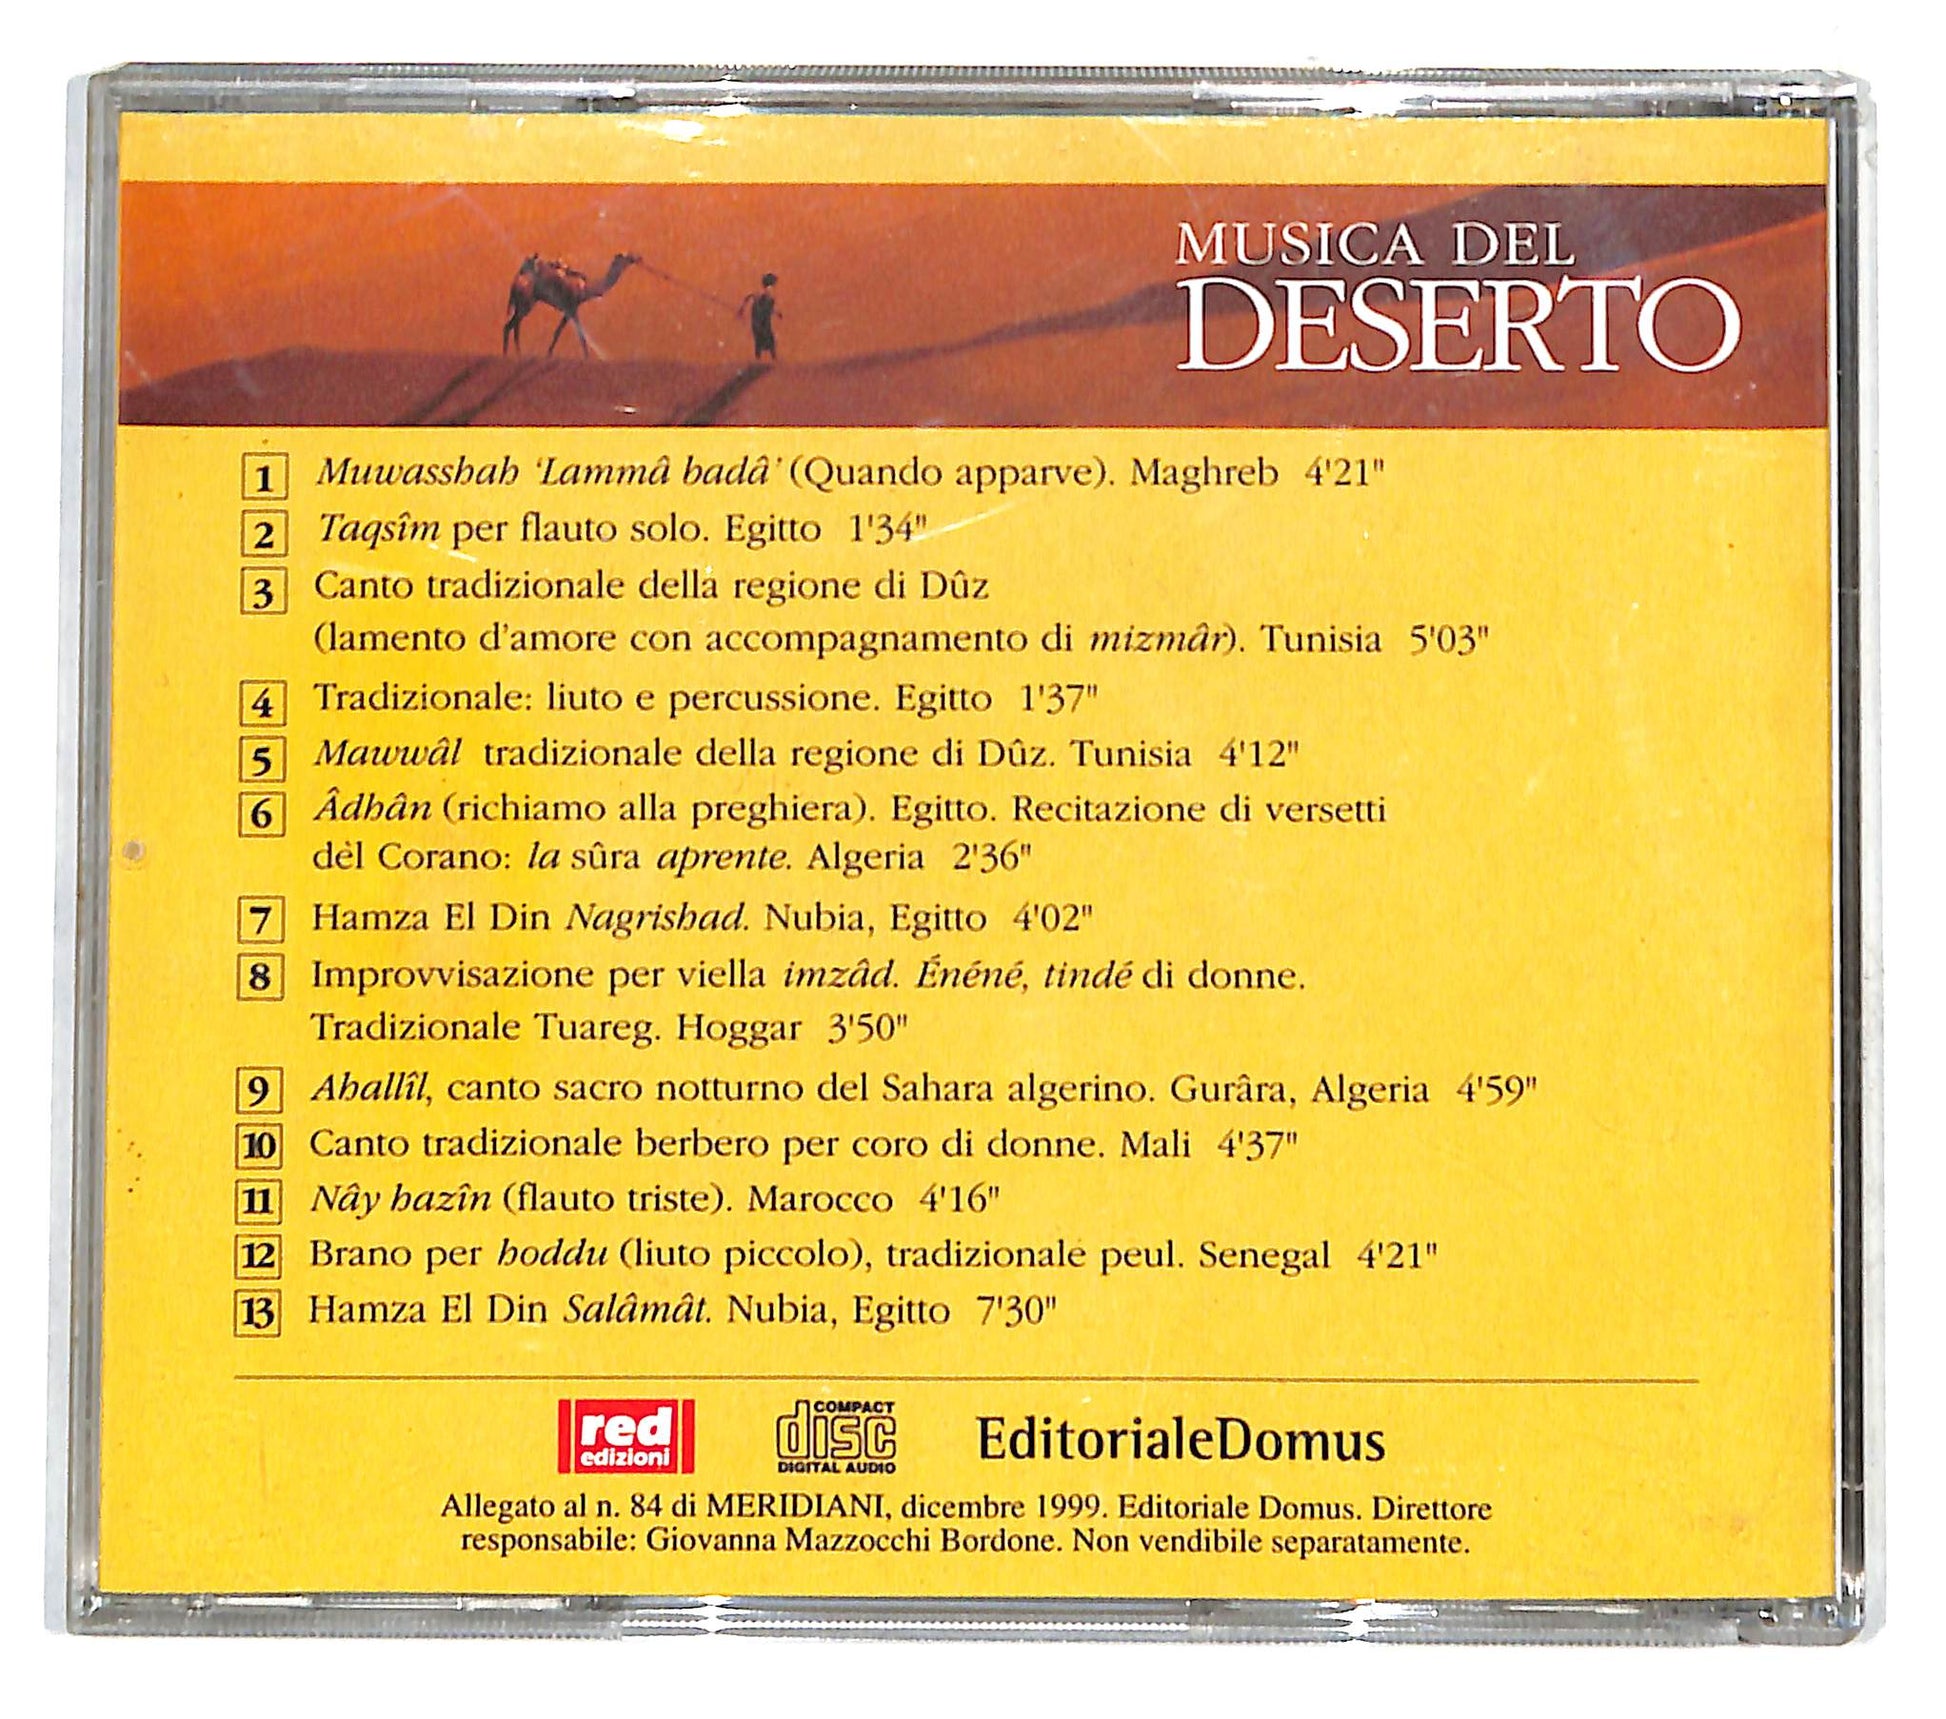 MUSICA DEL
DESERTO
1 Muwasshah 'Lammâ badâ' (Quando apparve). Maghreb 4'21"
2 Taqsîm per flauto solo. Egitto 1'34"
3 Canto tradizionale della regione di Dûz
(lamento d'amore con accompagnamento di mizmâr). Tunisia 5'03"
4 Tradizionale: liuto e percussione. Egitto 1'37"
5 Mawwâl tradizionale della regione di Dûz. Tunisia 4'12"
6 Âdhân (richiamo alla preghiera). Egitto. Recitazione di versetti
del Corano: la sûra aprente. Algeria 2'36"
7 Hamza El Din Nagrishad. Nubia, Egitto 4'02"
8 Improvvisazione per viella imzâd. Énéné, tindé di donne.
Tradizionale Tuareg. Hoggar 3'50"
9 Ahallîl, canto sacro notturno del Sahara algerino. Gurâra, Algeria 4'59"
10 Canto tradizionale berbero per coro di donne. Mali 4'37"
11 Nây hazîn (flauto triste). Marocco 4'16"
12 Brano per hoddu (liuto piccolo), tradizionale peul. Senegal 4'21"
13 Hamza El Din Salâmât. Nubia, Egitto 7'30"
red
edizioni
COMPACT
disc
DIGITAL AUDIO
EditorialeDomus
Allegato al n. 84 di MERIDIANI, dicembre 1999. Editoriale Domus. Direttore
responsabile: Giovanna Mazzocchi Bordone. Non vendibile separatamente.